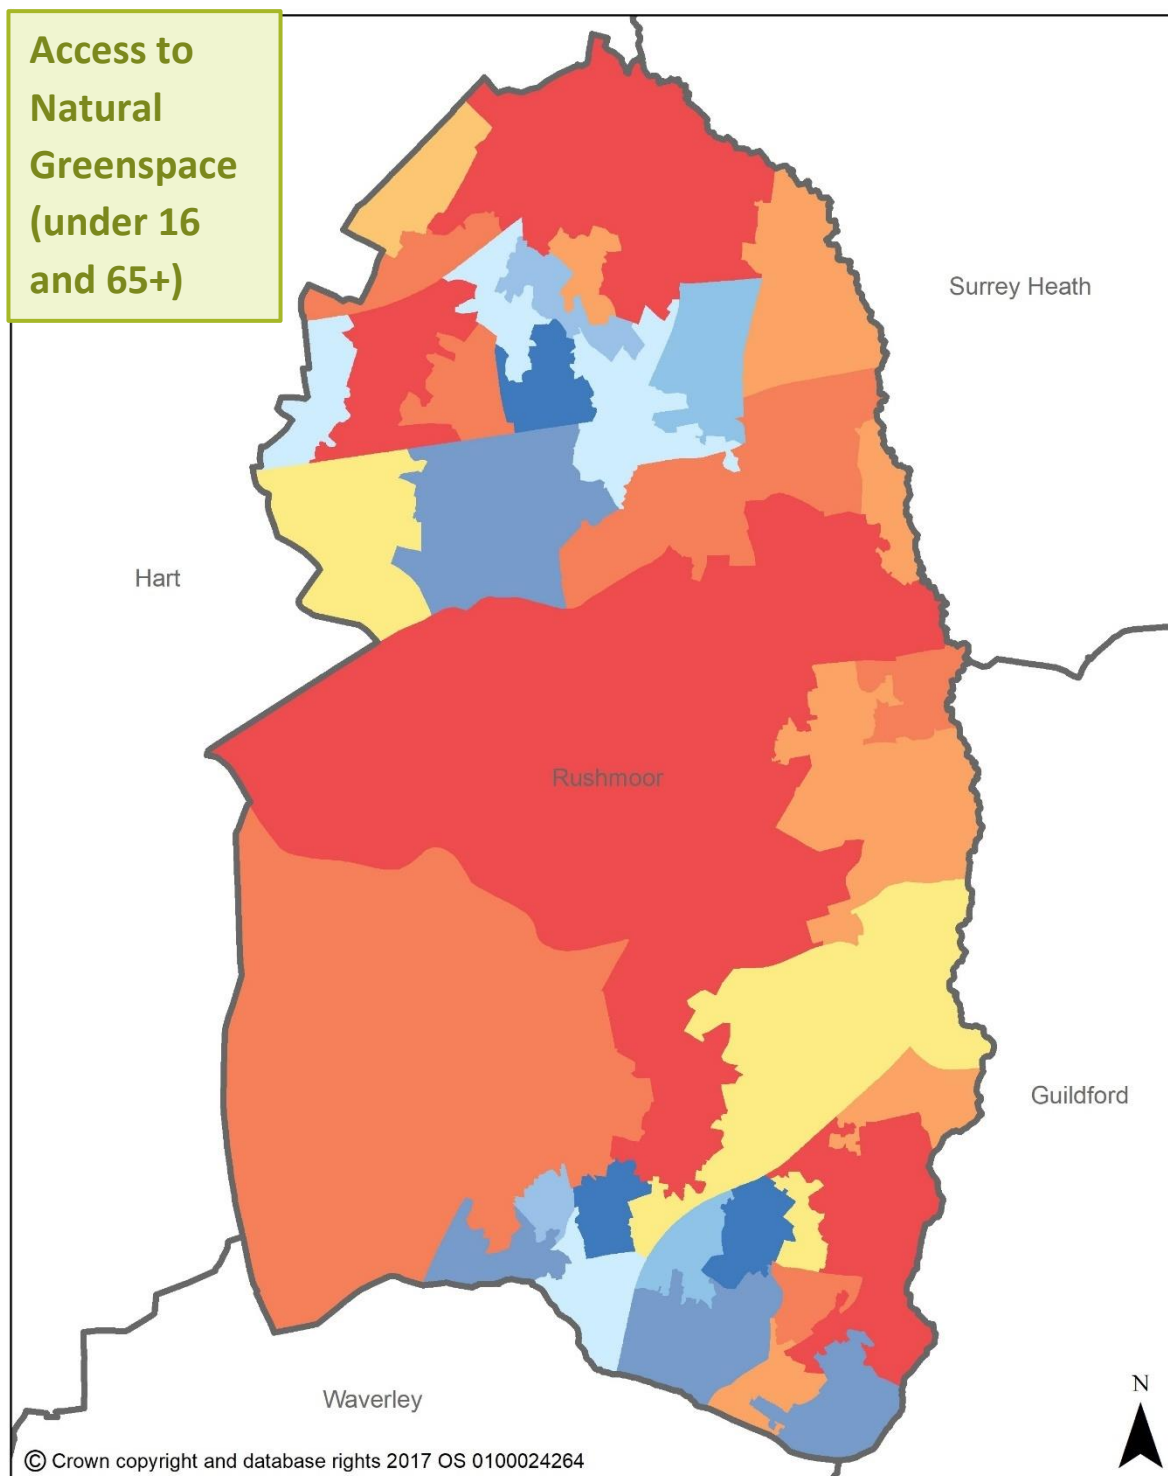 Access to
Natural
Greenspace
(under 16
and 65+)
Surrey Heath
Hart
Rushmoor
Guildford
Waverley
N
© Crown copyright and database rights 2017 OS 0100024264